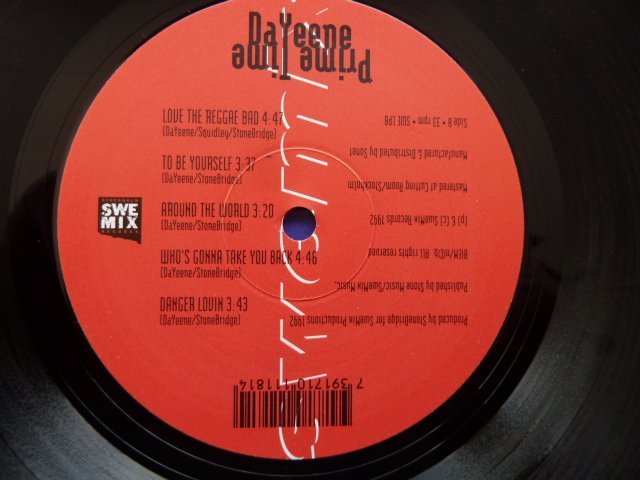 DaYeene
Prime Time
LOVE THE REGGAE BAD 4:47
(DaYeene/Squidley/StoneBridge)
TO BE YOURSELF 3:37
(DaYeene/StoneBridge)
AROUND THE WORLD 3:20
(DaYeene/StoneBridge)
WHO'S GONNA TAKE YOU BACK 4:46
(DaYeene/StoneBridge)
DANGER LOVIN 3:43
(DaYeene/StoneBridge)
STOCKHOLM
SWE
MIX
RECORDS
Produced by StoneBridge for SweMix Productions 1992
Published by Stone Music/SweMix Music.
BIEM/n©b All rights reserved
(p) & (c) SweMix Records 1992
Mastered at Cutting Room/Stockholm
Manufactured & Distributed by Sonet
Side B • 33 rpm • SWE LP8
7 391710 111814